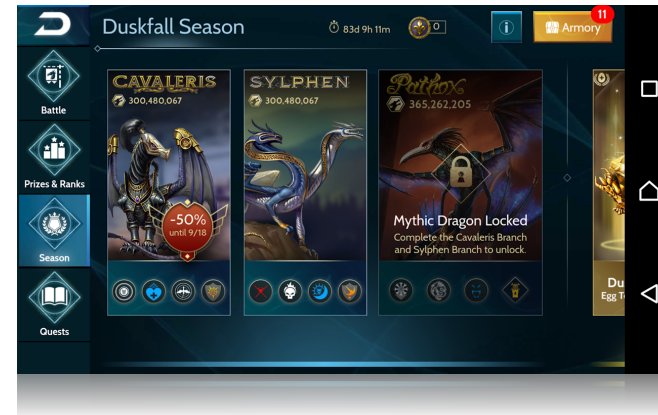 Duskfall Season
83d 9h 11m
0
i
11
Armory
Battle
Prizes & Ranks
Season
Quests
CAVALERIS
300,480,067
-50%
until 9/18
SYLPHEN
300,480,067
Pathox
365,262,205
Mythic Dragon Locked
Complete the Cavaleris Branch
and Sylphen Branch to unlock.
Du
Egg T